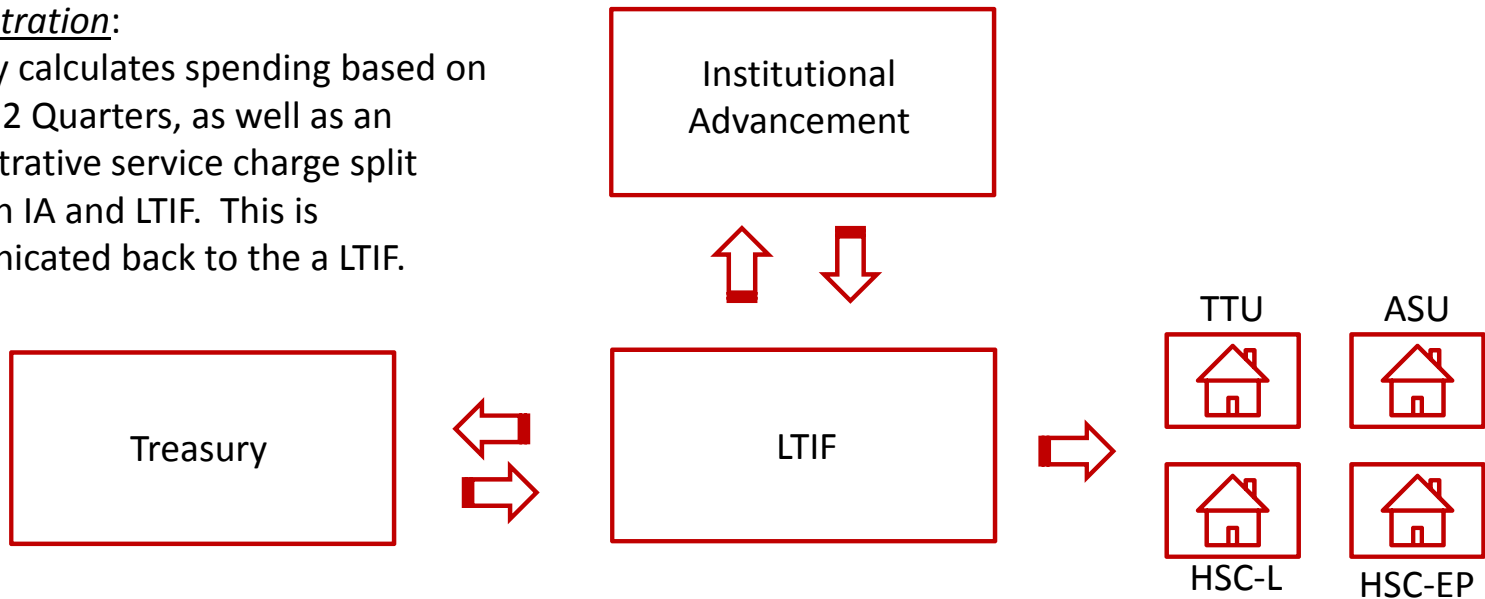 tration:
y calculates spending based on
2 Quarters, as well as an
trative service charge split
n IA and LTIF. This is
nicated back to the a LTIF.
Institutional
Advancement
Treasury
LTIF
TTU
ASU
HSC-L
HSC-EP